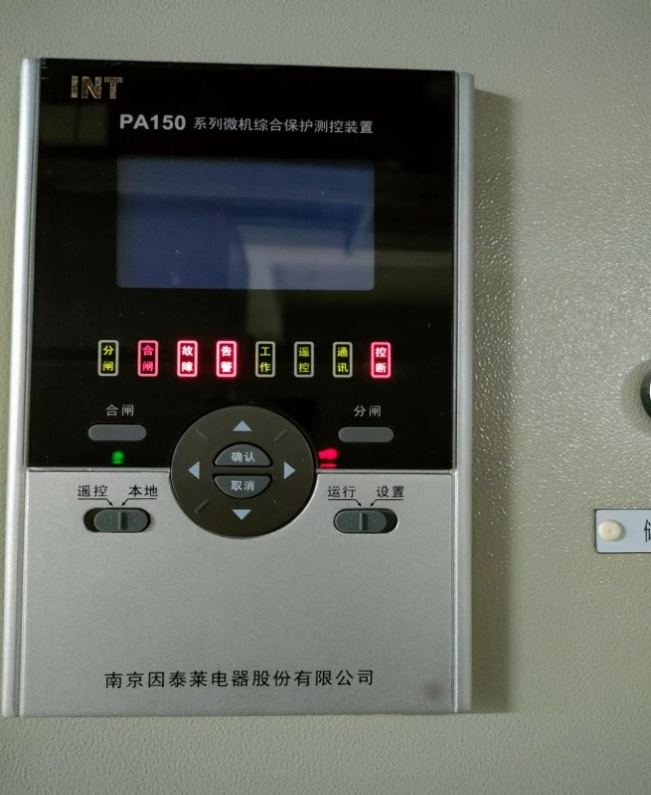 INT
PA150 系列微机综合保护测控装置
分闸 合闸 故障 告警 工作 遥控 通讯 控断
合闸 分闸
确认
取消
遥控 本地 运行 设置
南京因泰莱电器股份有限公司